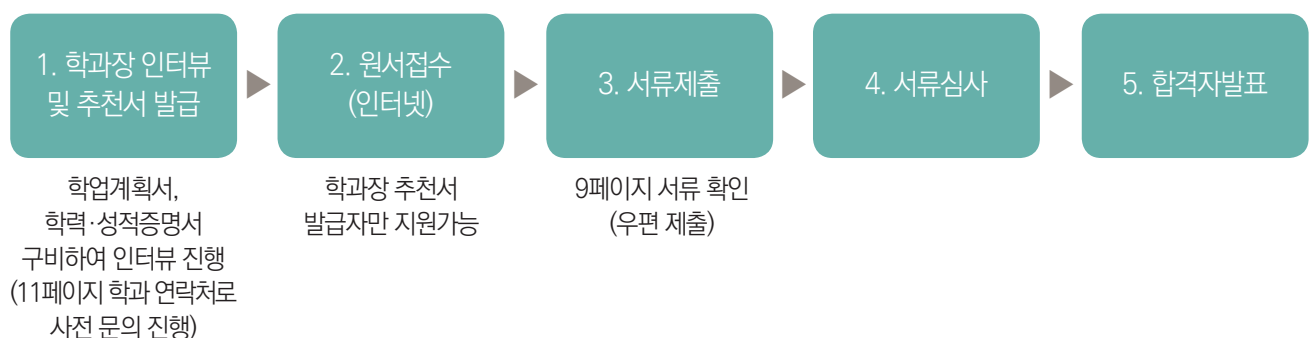 1. 학과장 인터뷰
및 추천서 발급
2. 원서접수
(인터넷)
3. 서류제출
4. 서류심사
5. 합격자발표
학업계획서,
학력·성적증명서
구비하여 인터뷰 진행
(11페이지 학과 연락처로
사전 문의 진행)
학과장 추천서
발급자만 지원가능
9페이지 서류 확인
(우편 제출)